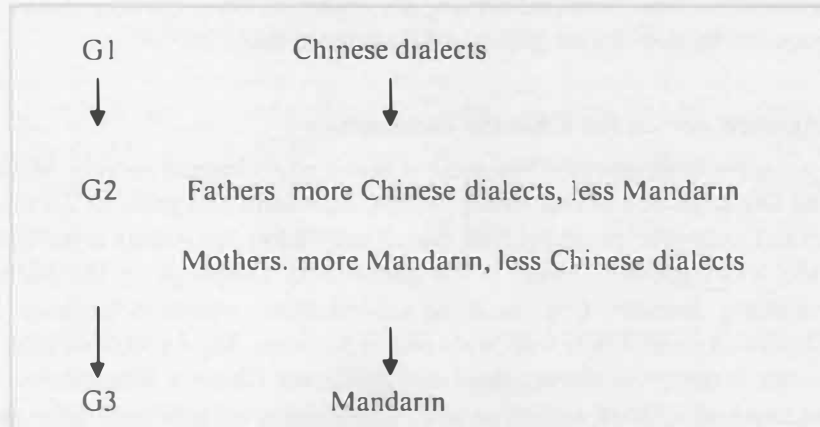 G1 Chinese dialects
G2 Fathers more Chinese dialects, less Mandarin
Mothers, more Mandarin, less Chinese dialects
G3 Mandarin